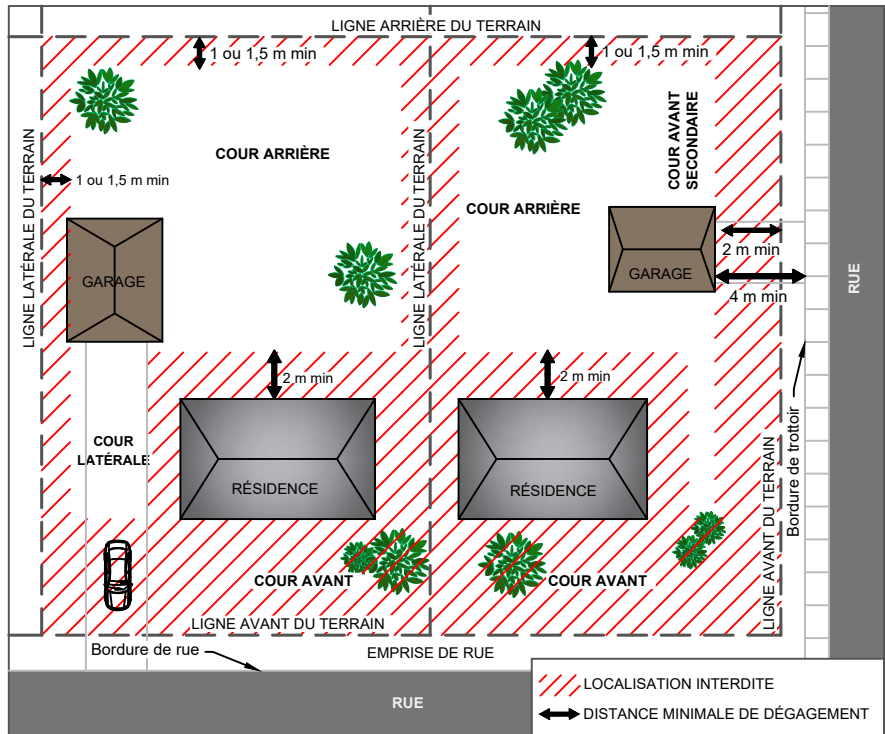 LIGNE ARRIÈRE DU TERRAIN
1 ou 1,5 m min
1 ou 1,5 m min
COUR ARRIÈRE
COUR AVANT
SECONDAIRE
LIGNE LATÉRALE DU TERRAIN
LIGNE LATÉRALE DU TERRAIN
1 ou 1,5 m min
COUR ARRIÈRE
GARAGE
GARAGE
2 m min
4 m min
RUE
2 m min
2 m min
COUR
LATÉRALE
RÉSIDENCE
RÉSIDENCE
Bordure de trottoir
LIGNE AVANT DU TERRAIN
COUR AVANT
COUR AVANT
LIGNE AVANT DU TERRAIN
Bordure de rue
EMPRISE DE RUE
RUE
LOCALISATION INTERDITE
DISTANCE MINIMALE DE DÉGAGEMENT